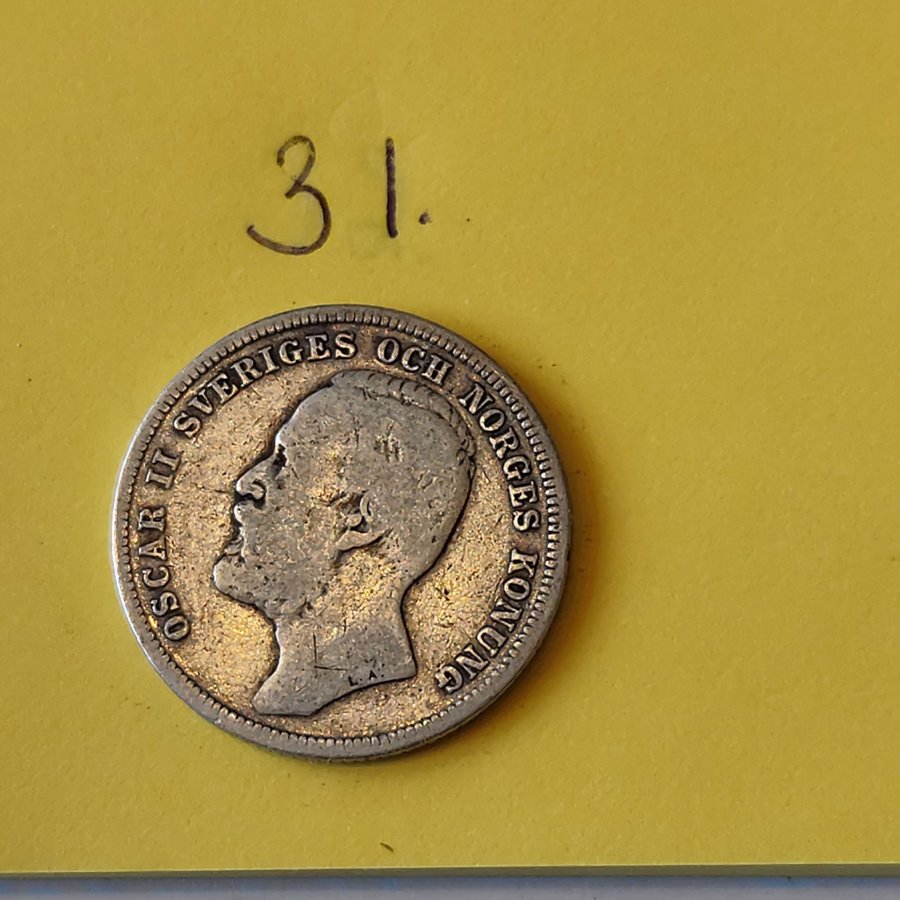 31.
OSCAR II SVERIGES OCH NORGES KONUNG
L.A.